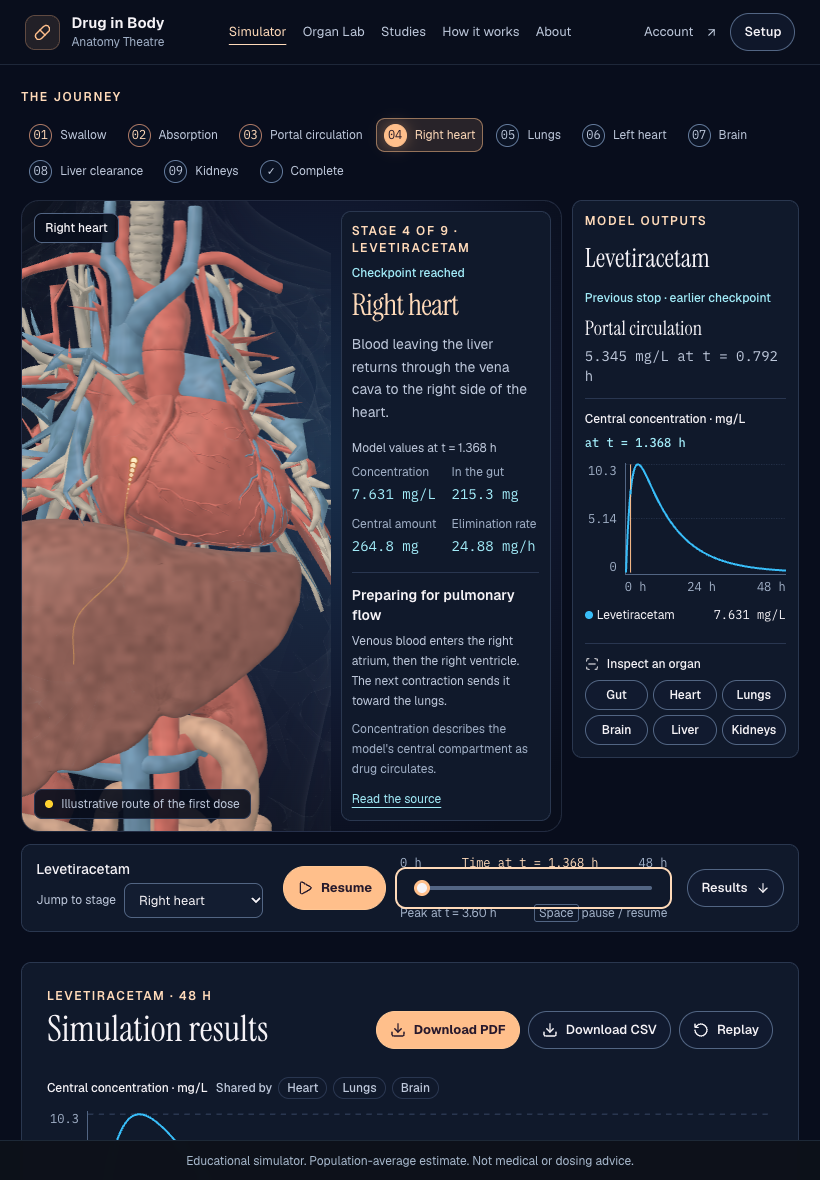 Drug in Body
Anatomy Theatre
Simulator Organ Lab Studies How it works About
Account ↗ Setup
THE JOURNEY
01 Swallow 02 Absorption 03 Portal circulation 04 Right heart 05 Lungs 06 Left heart 07 Brain
08 Liver clearance 09 Kidneys ✓ Complete
Right heart
Illustrative route of the first dose
STAGE 4 OF 9 ·
LEVETIRACETAM
Checkpoint reached
Right heart
Blood leaving the liver
returns through the vena
cava to the right side of the
heart.
Model values at t = 1.368 h
Concentration In the gut
7.631 mg/L 215.3 mg
Central amount Elimination rate
264.8 mg 24.88 mg/h
Preparing for pulmonary
flow
Venous blood enters the right
atrium, then the right ventricle.
The next contraction sends it
toward the lungs.
Concentration describes the
model's central compartment as
drug circulates.
Read the source
MODEL OUTPUTS
Levetiracetam
Previous stop · earlier checkpoint
Portal circulation
5.345 mg/L at t = 0.792
h
Central concentration · mg/L
at t = 1.368 h
10.3
5.14
0
0 h 24 h 48 h
Levetiracetam 7.631 mg/L
Inspect an organ
Gut Heart Lungs
Brain Liver Kidneys
Levetiracetam
Jump to stage Right heart
Resume
0 h Time at t = 1.368 h 48 h
Peak at t = 3.60 h Space pause / resume
Results ↓
LEVETIRACETAM · 48 H
Simulation results
Download PDF Download CSV Replay
Central concentration · mg/L Shared by Heart Lungs Brain
10.3
Educational simulator. Population-average estimate. Not medical or dosing advice.